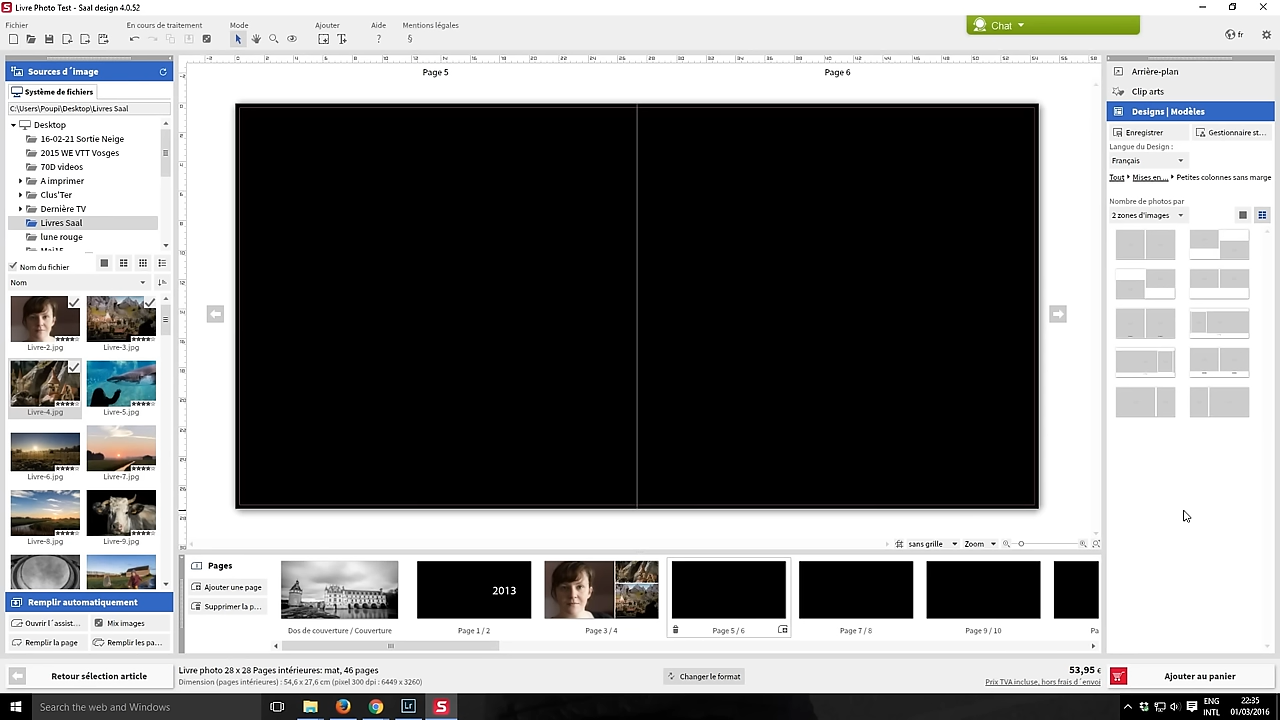 Livre Photo Test - Saal design 4.0.52
Fichier
En cours de traitement
Mode
Ajouter
Aide
Mentions légales
Chat
fr
Sources d´Image
Système de fichiers
C:\Users\Poupi\Desktop\Livres Saal
Desktop
16-02-21 Sortie Neige
2015 WE VTT Vosges
70D videos
A imprimer
Clus'Ter
Dernière TV
Livres Saal
lune rouge
Nom du fichier
Nom
Livre-2.jpg
Livre-3.jpg
Livre-4.jpg
Livre-5.jpg
Livre-6.jpg
Livre-7.jpg
Livre-8.jpg
Livre-9.jpg
Remplir automatiquement
Ouvrir l´assist...
Mix images
Remplir la page
Remplir les pa...
Retour sélection article
Page 5
Page 6
sans grille
Zoom
Pages
Ajouter une page
Supprimer la p...
2013
Dos de couverture / Couverture
Page 1 / 2
Page 3 / 4
Page 5 / 6
Page 7 / 8
Page 9 / 10
Pa
Livre photo 28 x 28 Pages intérieures: mat, 46 pages
Dimension (pages intérieures) : 54,6 x 27,6 cm (pixel 300 dpi : 6449 x 3260)
Changer le format
53,95 €
Prix TVA incluse, hors frais d´envoi
Arrière-plan
Clip arts
Designs | Modèles
Enregistrer
Gestionnaire st...
Langue du Design :
Français
Tout
Mises en...
Petites colonnes sans marge
Nombre de photos par
2 zones d'images
Ajouter au panier
Search the web and Windows
ENG
INTL
22:35
01/03/2016